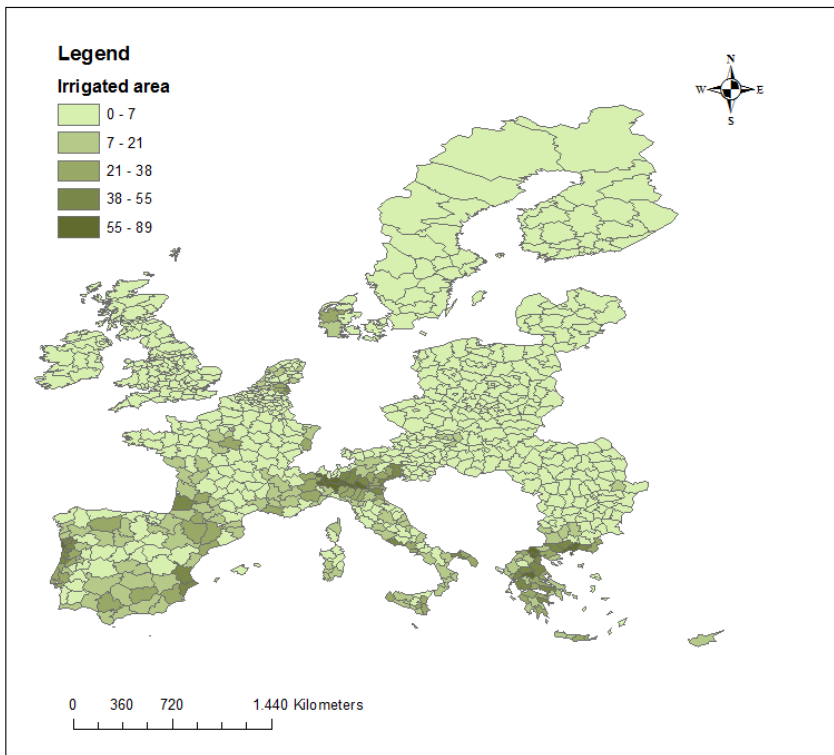 Legend
Irrigated area
0 - 7
7 - 21
21 - 38
38 - 55
55 - 89
N
W E
S
0 360 720 1.440 Kilometers